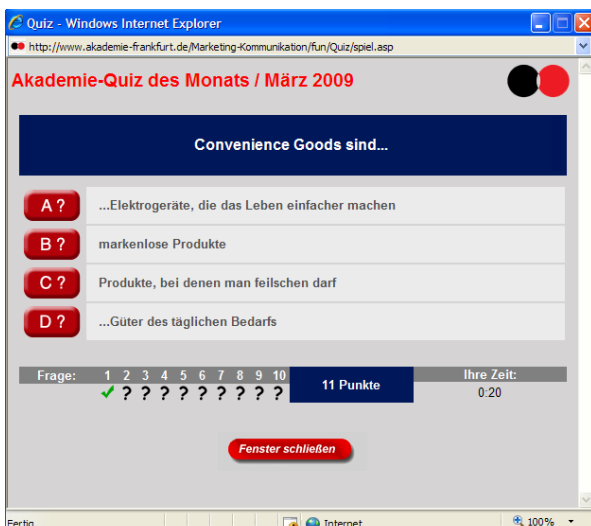 Quiz - Windows Internet Explorer
http://www.akademie-frankfurt.de/Marketing-Kommunikation/fun/Quiz/spiel.asp
Akademie-Quiz des Monats / März 2009
Convenience Goods sind...
A ? ...Elektrogeräte, die das Leben einfacher machen
B ? markenlose Produkte
C ? Produkte, bei denen man feilschen darf
D ? ...Güter des täglichen Bedarfs
Frage: 1 2 3 4 5 6 7 8 9 10 11 Punkte Ihre Zeit:
✓ ? ? ? ? ? ? ? ? ? 0:20
Fenster schließen
Fertig Internet 100%